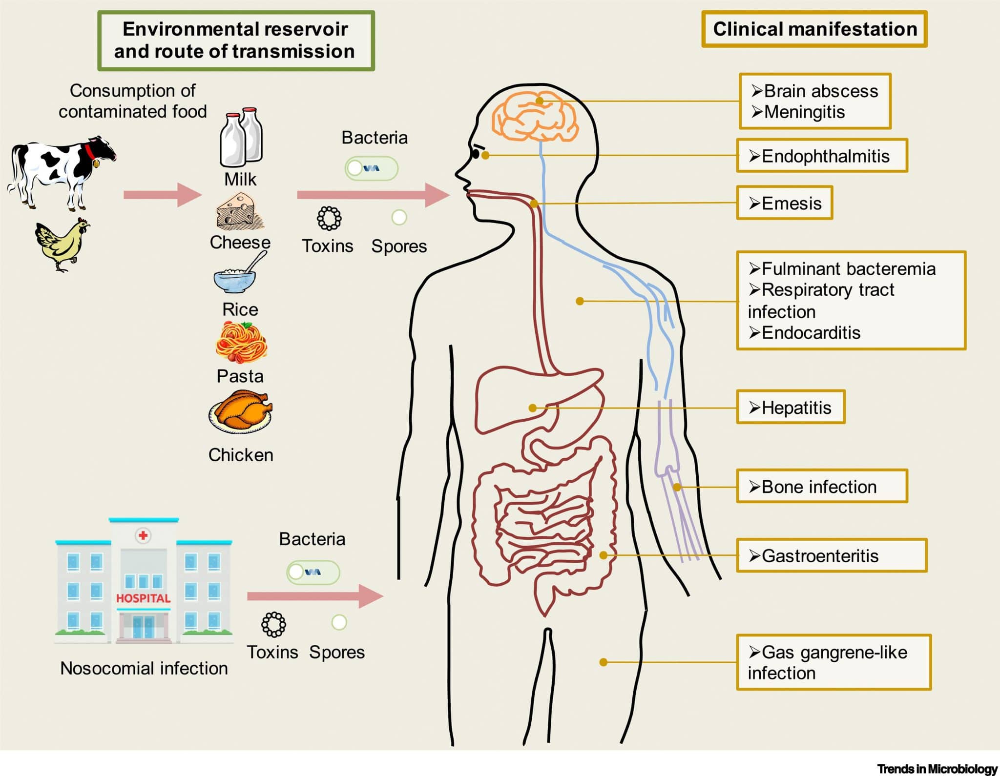 Environmental reservoir
and route of transmission
Consumption of
contaminated food
Milk
Cheese
Rice
Pasta
Chicken
Bacteria
Toxins
Spores
HOSPITAL
Nosocomial infection
Bacteria
Toxins
Spores
Clinical manifestation
➢Brain abscess
➢Meningitis
➢Endophthalmitis
➢Emesis
➢Fulminant bacteremia
➢Respiratory tract
infection
➢Endocarditis
➢Hepatitis
➢Bone infection
➢Gastroenteritis
➢Gas gangrene-like
infection
Trends in Microbiology